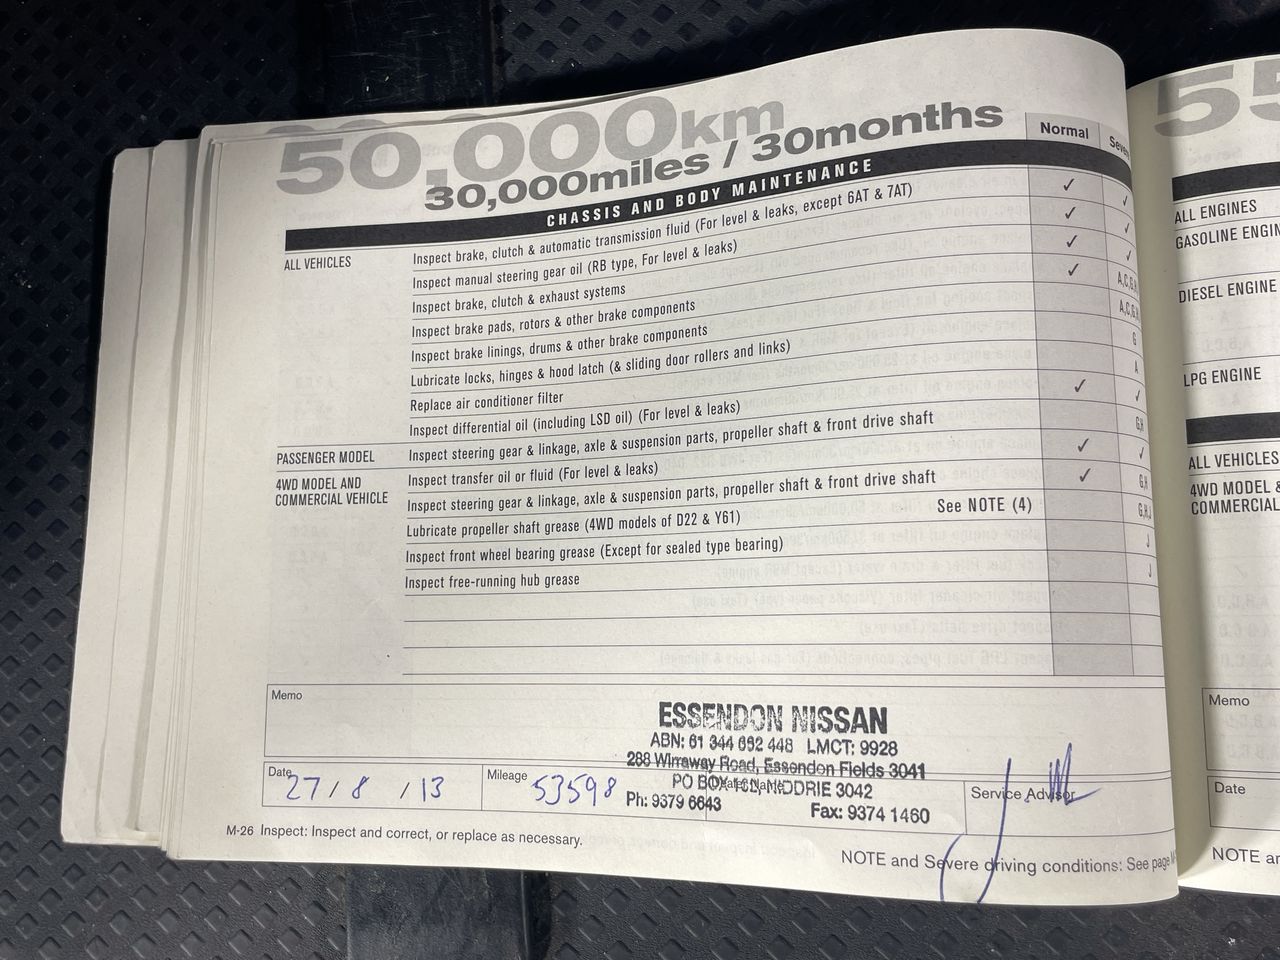 50,000km
30,000miles / 30months
Normal
CHASSIS AND BODY MAINTENANCE
ALL VEHICLES
Inspect brake, clutch & automatic transmission fluid (For level & leaks, except 6AT & 7AT) ✓ ✓
Inspect manual steering gear oil (RB type, For level & leaks) ✓ ✓
Inspect brake, clutch & exhaust systems ✓ ✓
Inspect brake pads, rotors & other brake components ✓
Inspect brake linings, drums & other brake components
Lubricate locks, hinges & hood latch (& sliding door rollers and links) G
Replace air conditioner filter A
Inspect differential oil (including LSD oil) (For level & leaks) ✓ ✓
PASSENGER MODEL
Inspect steering gear & linkage, axle & suspension parts, propeller shaft & front drive shaft G,H
4WD MODEL AND
COMMERCIAL VEHICLE
Inspect transfer oil or fluid (For level & leaks) ✓ ✓
Inspect steering gear & linkage, axle & suspension parts, propeller shaft & front drive shaft ✓ G,H
Lubricate propeller shaft grease (4WD models of D22 & Y61) See NOTE (4) G,H,J
Inspect front wheel bearing grease (Except for sealed type bearing) J
Inspect free-running hub grease J
Memo
ESSENDON NISSAN
ABN: 61 344 692 448 LMCT: 9928
288 Wirraway Road, Essendon Fields 3041
PO BOX 162, NIDDRIE 3042
Ph: 9379 6643 Fax: 9374 1460
Date 27/8/13
Mileage 53598
Service Advisor
M-26 Inspect: Inspect and correct, or replace as necessary.
NOTE and Severe driving conditions: See page
55
ALL ENGINES
GASOLINE
DIESEL ENGINE
LPG ENGINE
ALL VEHICLES
4WD MODEL &
COMMERCIAL
Memo
Date
NOTE